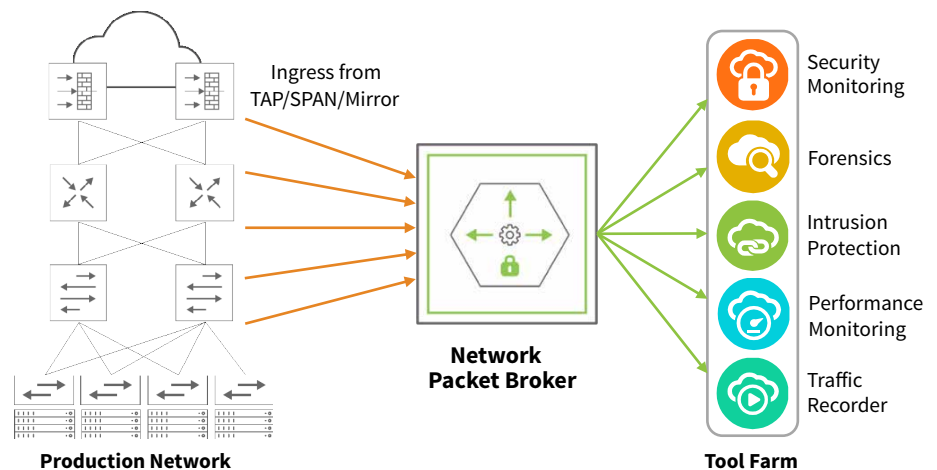 Ingress from
TAP/SPAN/Mirror
Security
Monitoring
Forensics
Intrusion
Protection
Performance
Monitoring
Traffic
Recorder
Network
Packet Broker
Production Network
Tool Farm